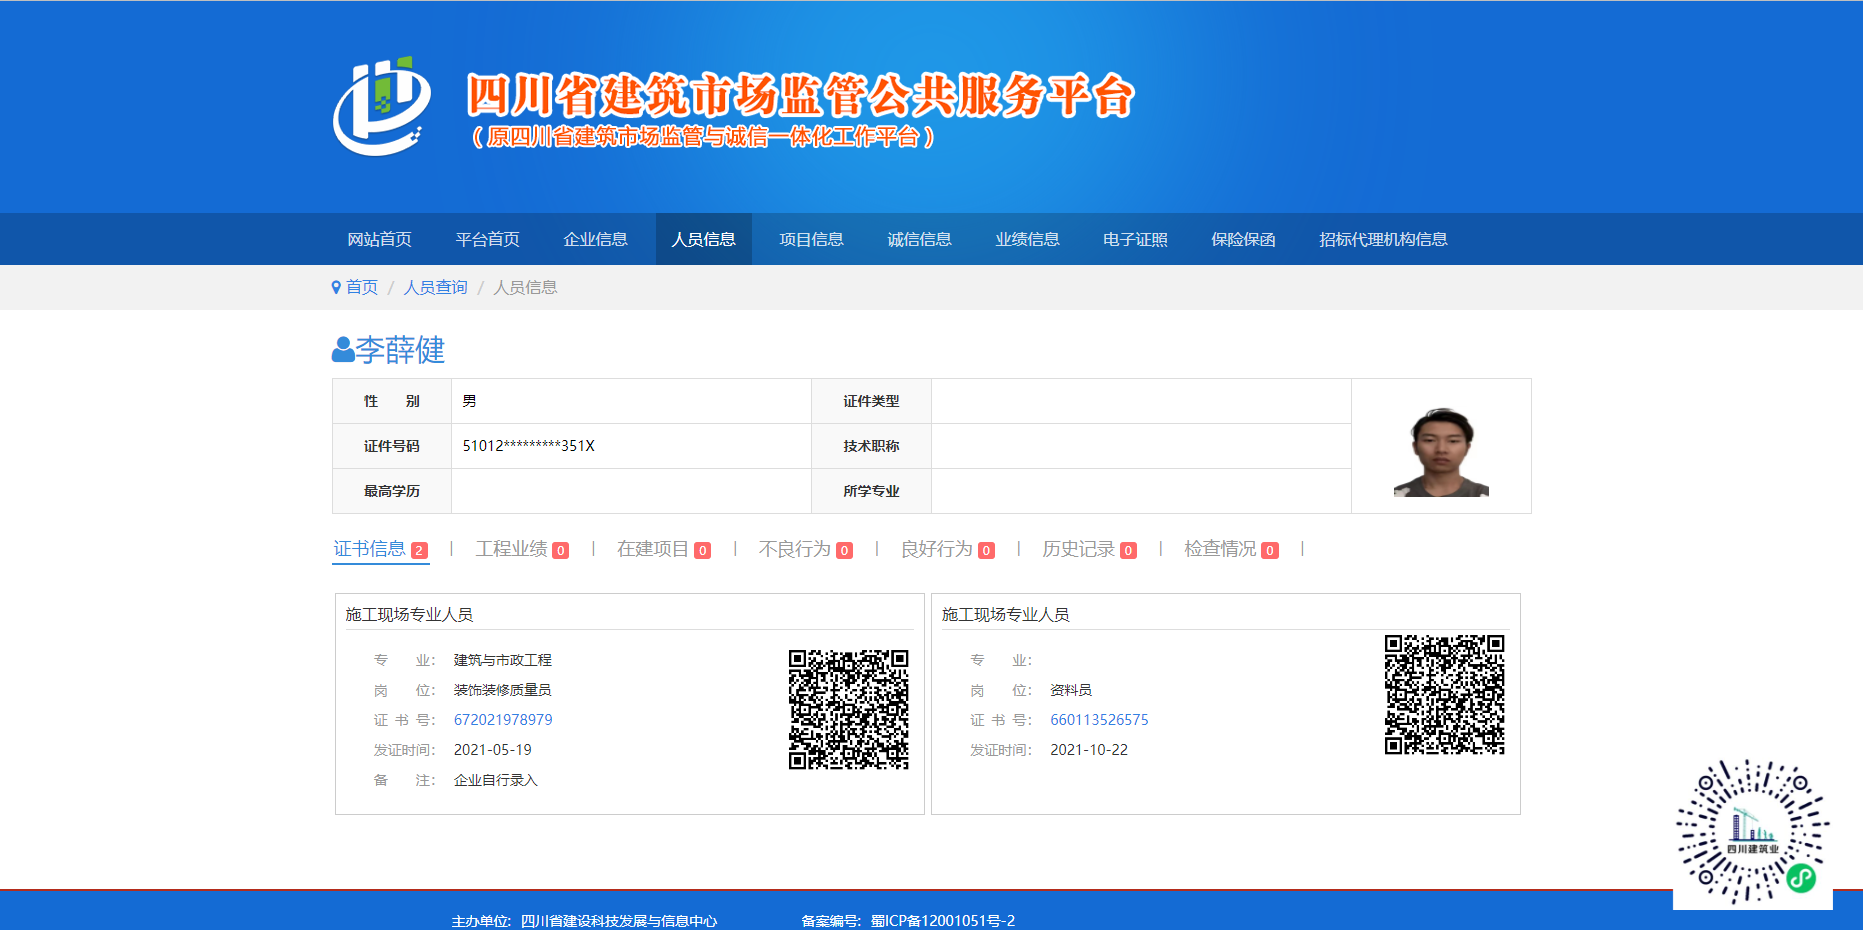 四川省建筑市场监管公共服务平台
（原四川省建筑市场监管与诚信一体化工作平台）
网站首页 平台首页 企业信息 人员信息 项目信息 诚信信息 业绩信息 电子证照 保险保函 招标代理机构信息
首页 / 人员查询 / 人员信息
李薛健
性 别 男 证件类型
证件号码 51012*********351X 技术职称
最高学历 所学专业
证书信息 2 | 工程业绩 0 | 在建项目 0 | 不良行为 0 | 良好行为 0 | 历史记录 0 | 检查情况 0 |
施工现场专业人员
专 业： 建筑与市政工程
岗 位： 装饰装修质量员
证 书 号： 672021978979
发证时间： 2021-05-19
备 注： 企业自行录入
施工现场专业人员
专 业：
岗 位： 资料员
证 书 号： 660113526575
发证时间： 2021-10-22
四川建筑业
主办单位：四川省建设科技发展与信息中心 备案编号：蜀ICP备12001051号-2